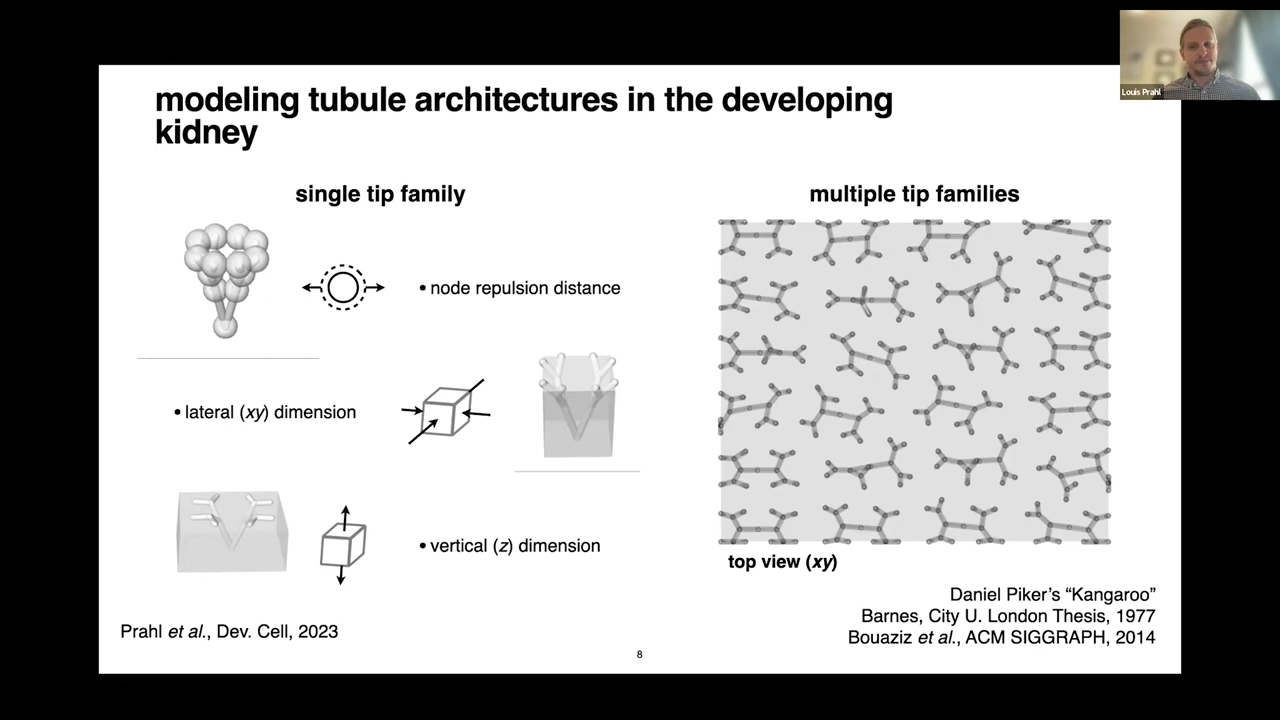 modeling tubule architectures in the developing
kidney
Louis Prahl
single tip family
multiple tip families
• node repulsion distance
• lateral (xy) dimension
• vertical (z) dimension
top view (xy)
Daniel Piker’s “Kangaroo”
Barnes, City U. London Thesis, 1977
Bouaziz et al., ACM SIGGRAPH, 2014
Prahl et al., Dev. Cell, 2023
8